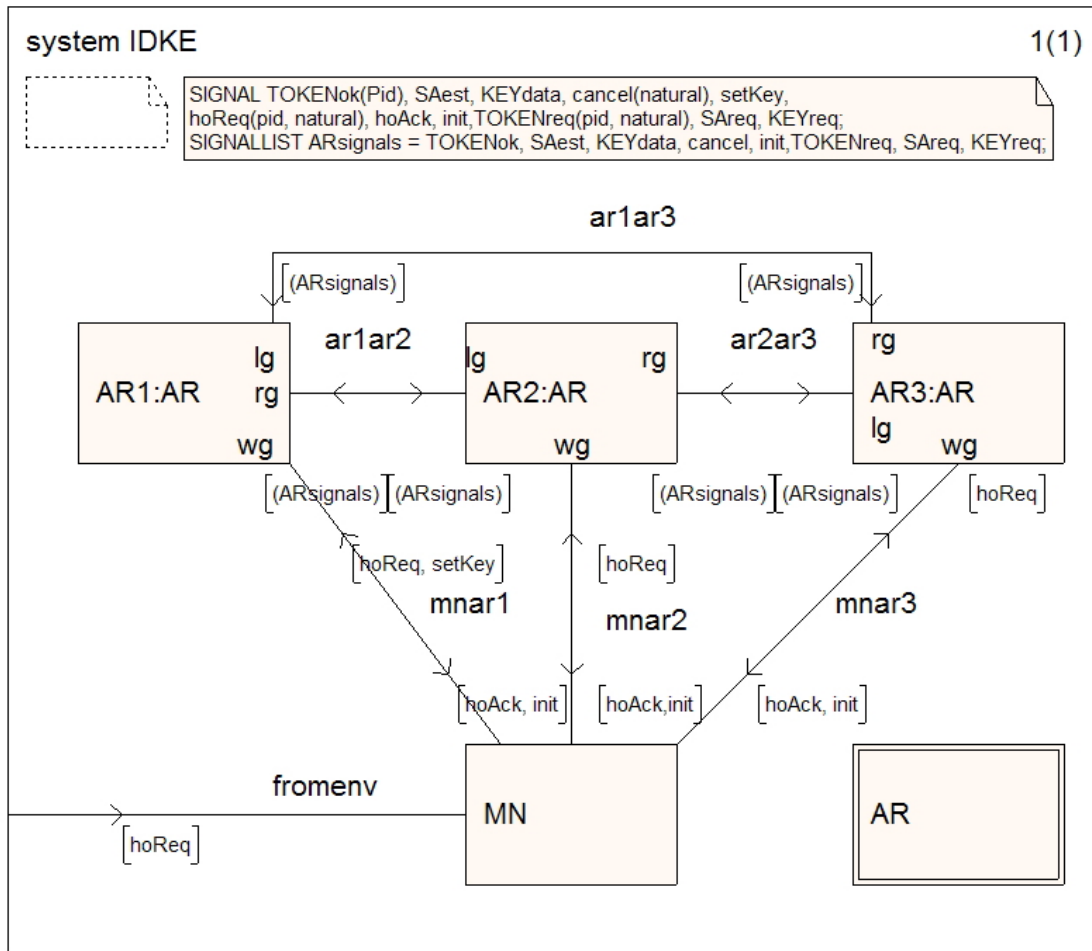 system IDKE
1(1)
SIGNAL TOKENok(Pid), SAest, KEYdata, cancel(natural), setKey,
hoReq(pid, natural), hoAck, init,TOKENreq(pid, natural), SAreq, KEYreq;
SIGNALLIST ARsignals = TOKENok, SAest, KEYdata, cancel, init,TOKENreq, SAreq, KEYreq;
ar1ar3
[(ARsignals)]
[(ARsignals)]
ar1ar2
ar2ar3
lg
AR1:AR
rg
wg
lg
rg
AR2:AR
wg
rg
AR3:AR
lg
wg
[(ARsignals)]
[(ARsignals)]
[(ARsignals)]
[(ARsignals)]
[hoReq]
[hoReq, setKey]
[hoReq]
mnar1
mnar2
mnar3
[hoAck, init]
[hoAck,init]
[hoAck, init]
fromenv
[hoReq]
MN
AR